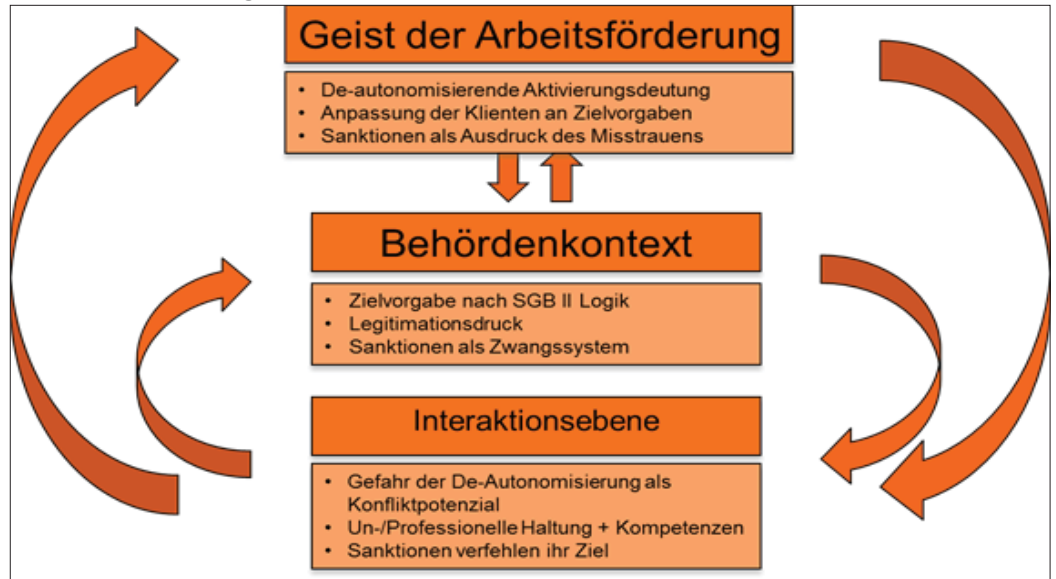 Geist der Arbeitsförderung
• De-autonomisierende Aktivierungsdeutung
• Anpassung der Klienten an Zielvorgaben
• Sanktionen als Ausdruck des Misstrauens
Behördenkontext
• Zielvorgabe nach SGB II Logik
• Legitimationsdruck
• Sanktionen als Zwangssystem
Interaktionsebene
• Gefahr der De-Autonomisierung als
Konfliktpotenzial
• Un-/Professionelle Haltung + Kompetenzen
• Sanktionen verfehlen ihr Ziel